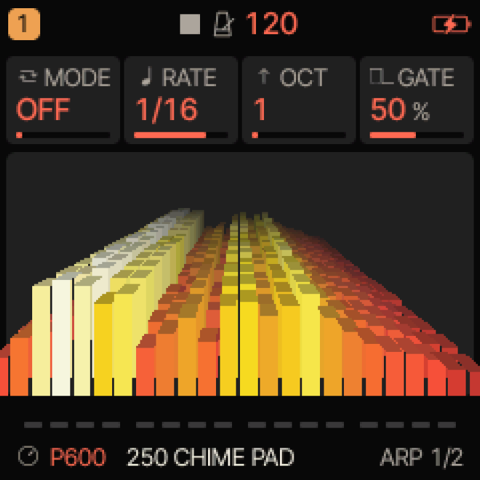 1 120
MODE RATE OCT GATE
OFF 1/16 1 50 %
P600 250 CHIME PAD ARP 1/2